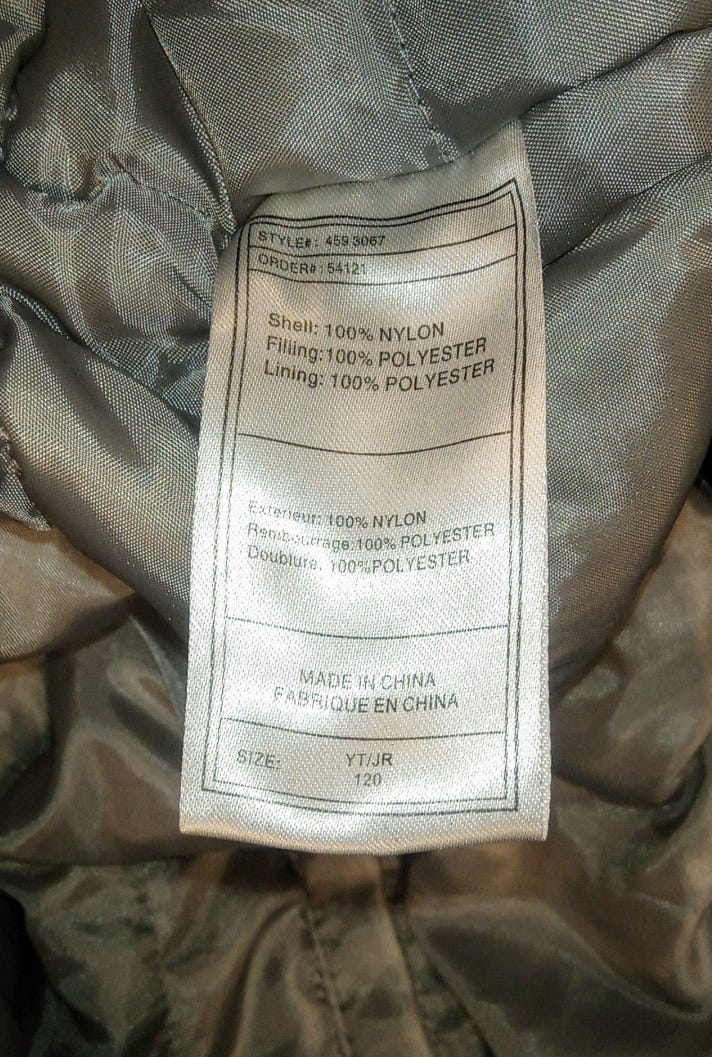 STYLE#: 459 3067
ORDER#: 54121
Shell: 100% NYLON
Filling:100% POLYESTER
Lining: 100% POLYESTER
Exterieur: 100% NYLON
Rembourrage:100% POLYESTER
Doublure: 100%POLYESTER
MADE IN CHINA
FABRIQUE EN CHINA
SIZE: YT/JR
120